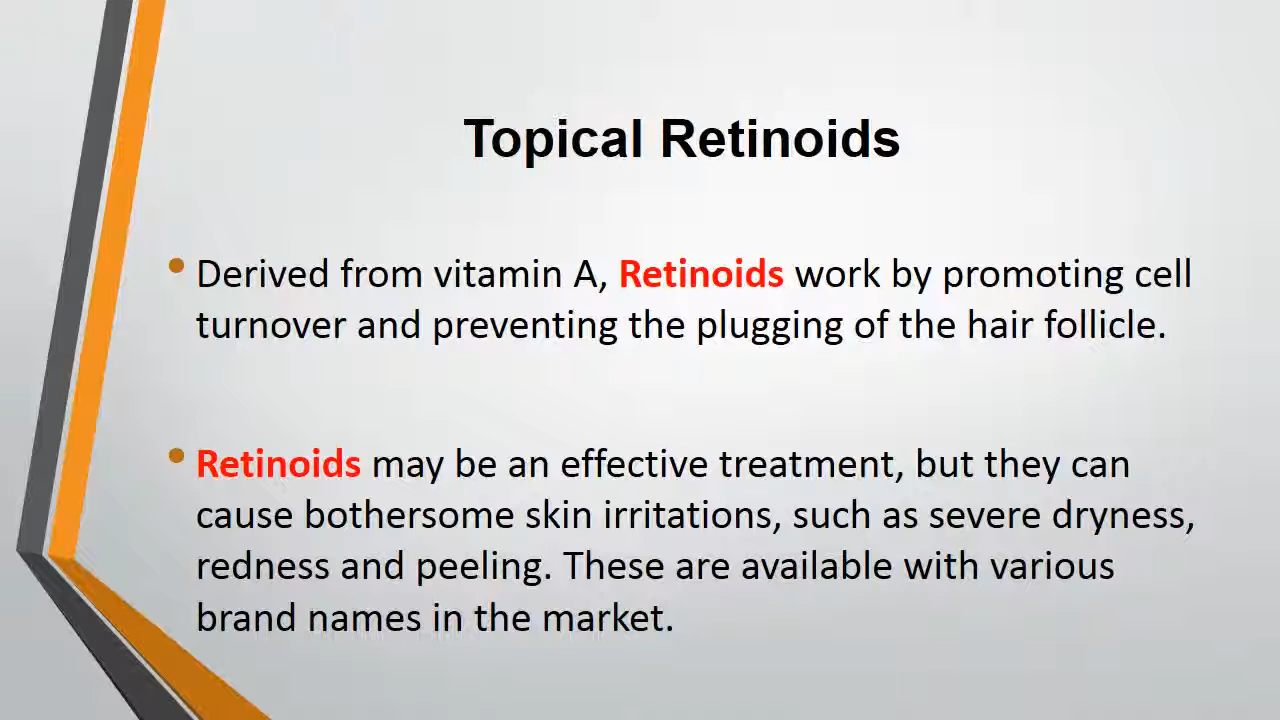 Topical Retinoids
• Derived from vitamin A, Retinoids work by promoting cell
turnover and preventing the plugging of the hair follicle.
• Retinoids may be an effective treatment, but they can
cause bothersome skin irritations, such as severe dryness,
redness and peeling. These are available with various
brand names in the market.